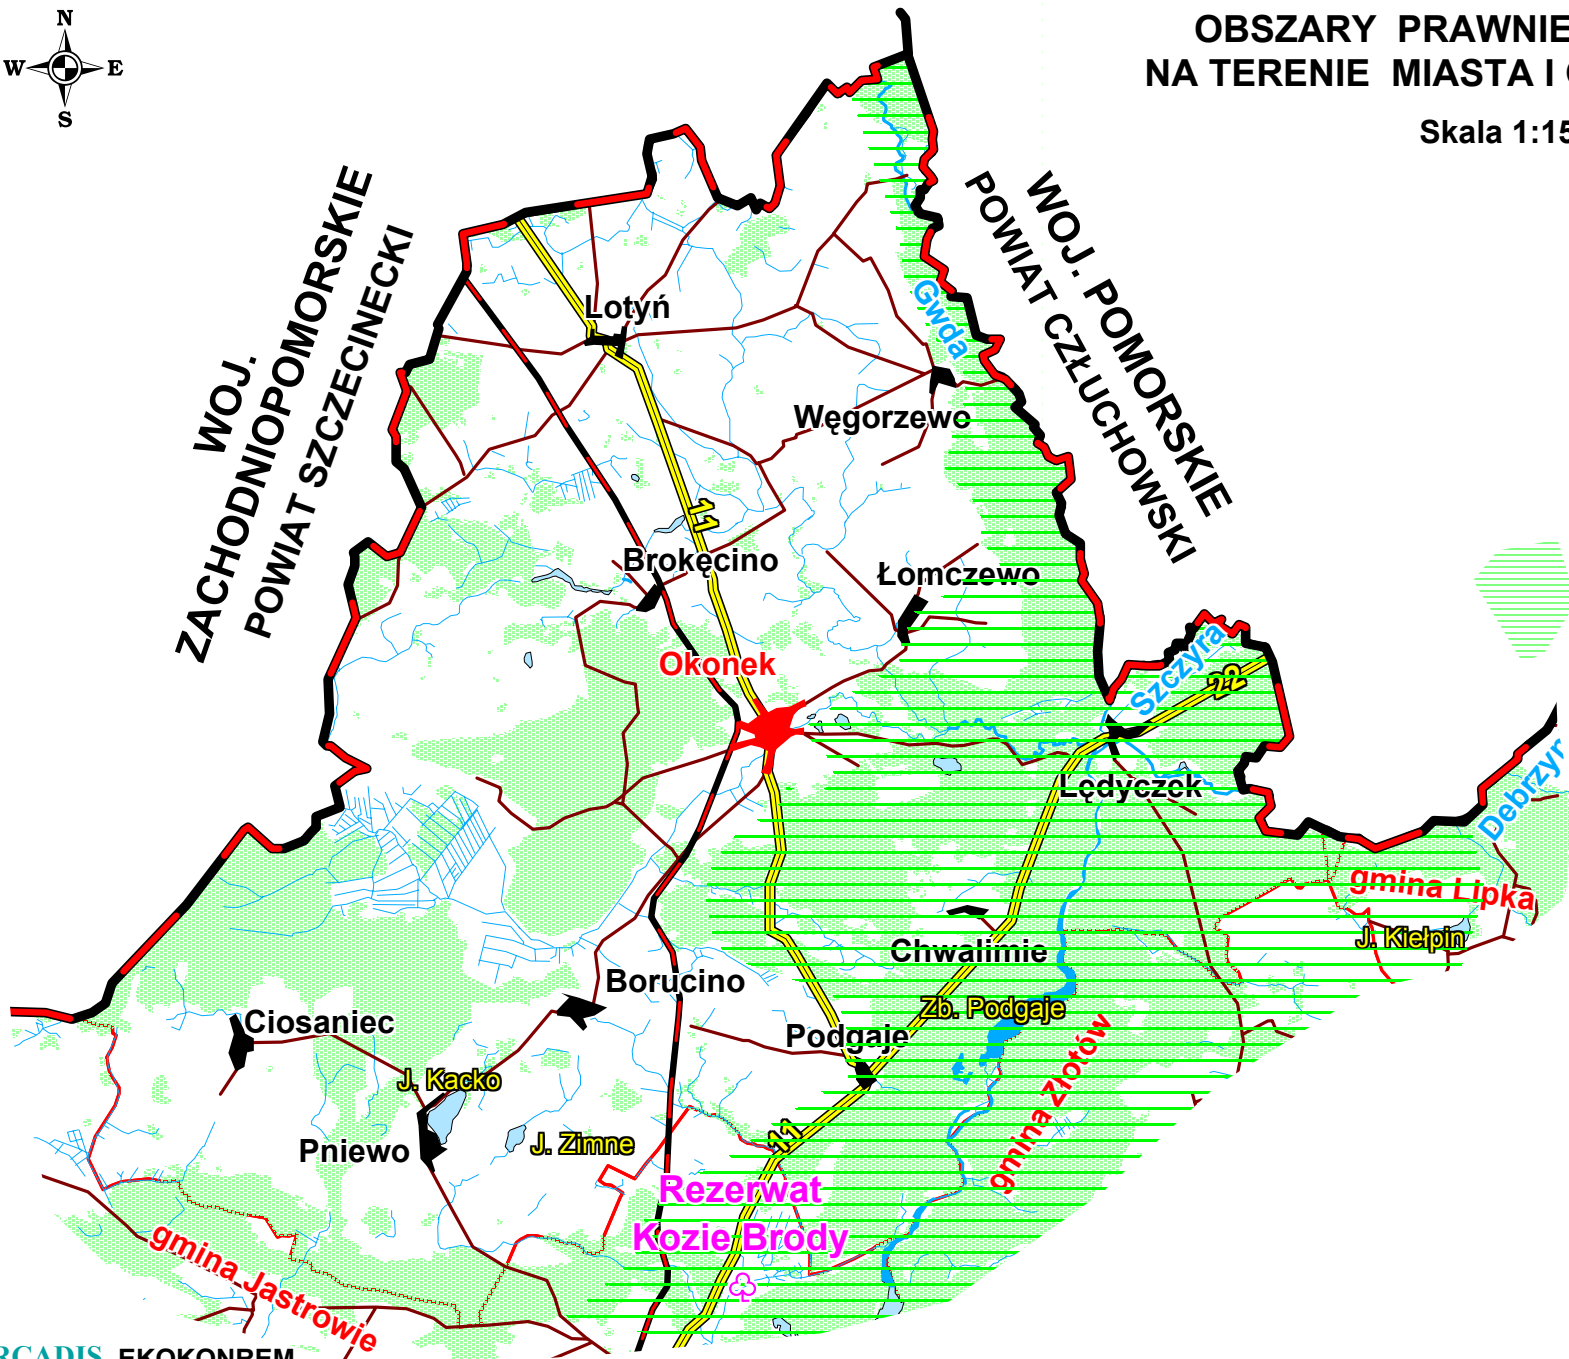 N
W E
S
OBSZARY PRAWNIE
NA TERENIE MIASTA I
Skala 1:15
WOJ.
ZACHODNIOPOMORSKIE
POWIAT SZCZECINECKI
WOJ. POMORSKIE
POWIAT CZŁUCHOWSKI
Gwda
Lotyń
Węgorzewo
11
Brokęcino
Łomczewo
Okonek
Szczyra
22
Lędyczek
Debrzyn
gmina Lipka
J. Kiełpin
Chwalimie
Borucino
Zb. Podgaje
Ciosaniec
Podgaje
gmina Złotów
J. Kacko
Pniewo
J. Zimne
11
Rezerwat
Kozie Brody
gmina Jastrowie
RCADIS EKOKONREM